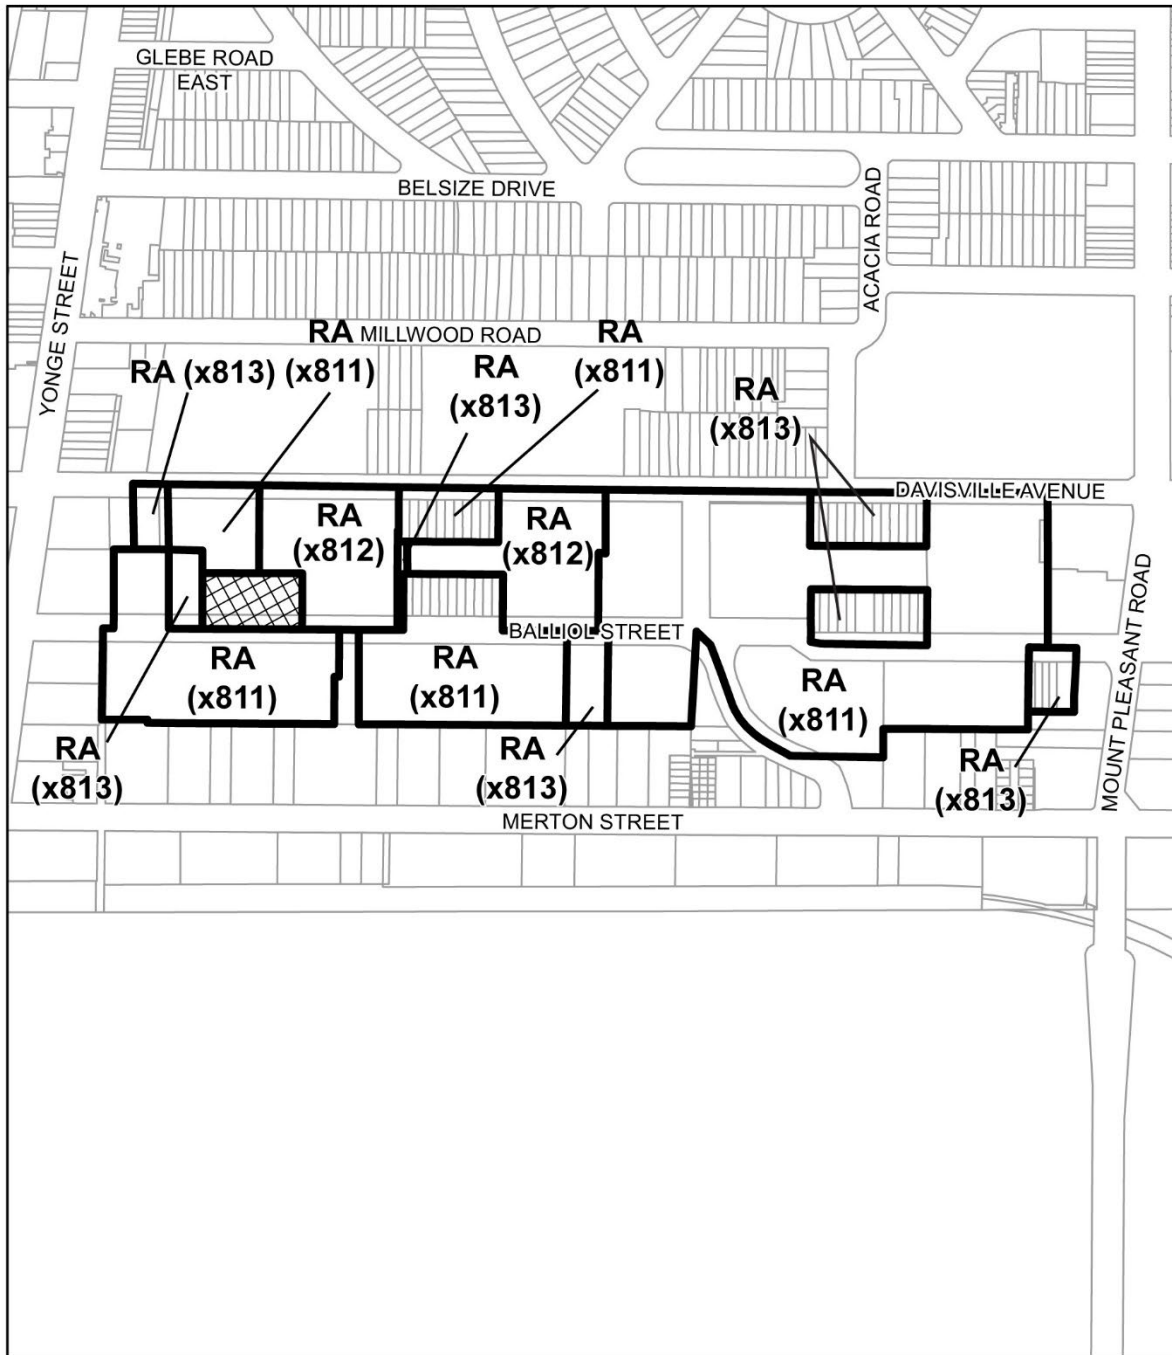 GLEBE ROAD
EAST
BELSIZE DRIVE
ACACIA ROAD
YONGE STREET
MILLWOOD ROAD
RA (x813)
RA
(x811)
RA
(x813)
RA
(x811)
RA
(x813)
DAVISVILLE AVENUE
RA
(x812)
RA
(x812)
BALLIOL STREET
MOUNT PLEASANT ROAD
RA
(x811)
RA
(x811)
RA
(x811)
RA
(x813)
RA
(x813)
RA
(x813)
MERTON STREET